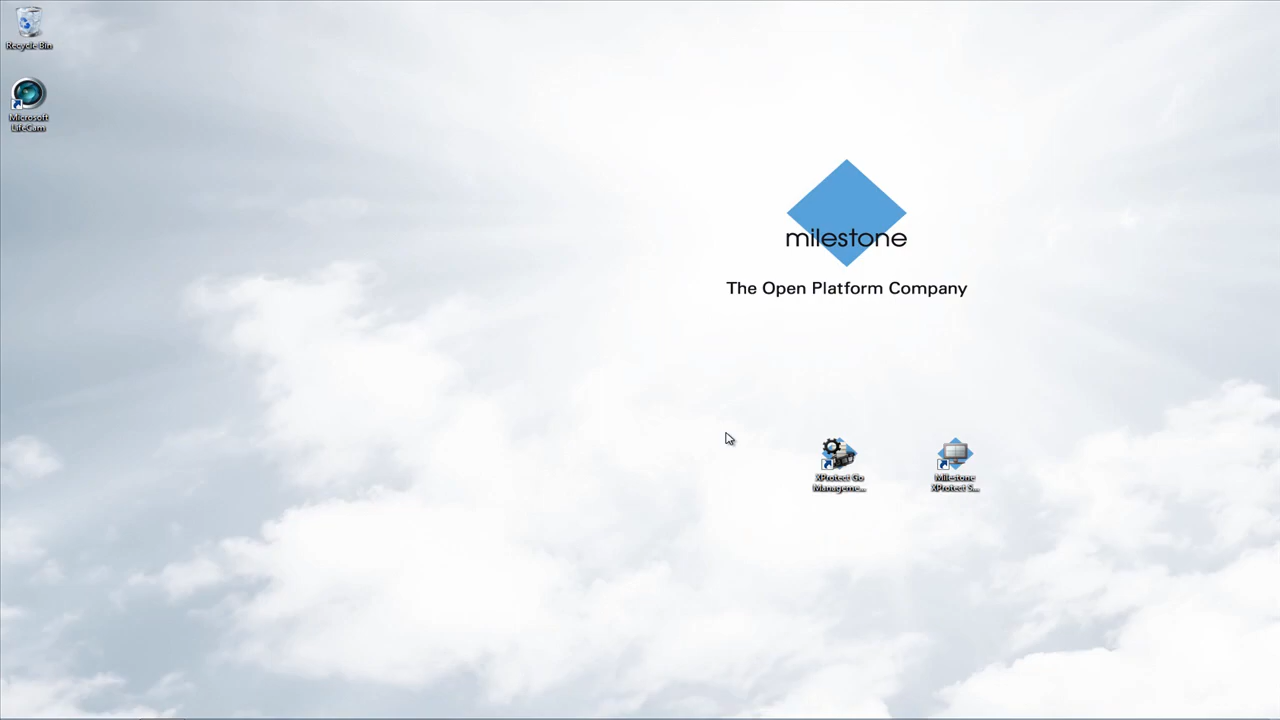 Recycle Bin
Microsoft
LifeCam
milestone
The Open Platform Company
XProtect Go
Manageme...
Milestone
XProtect S...